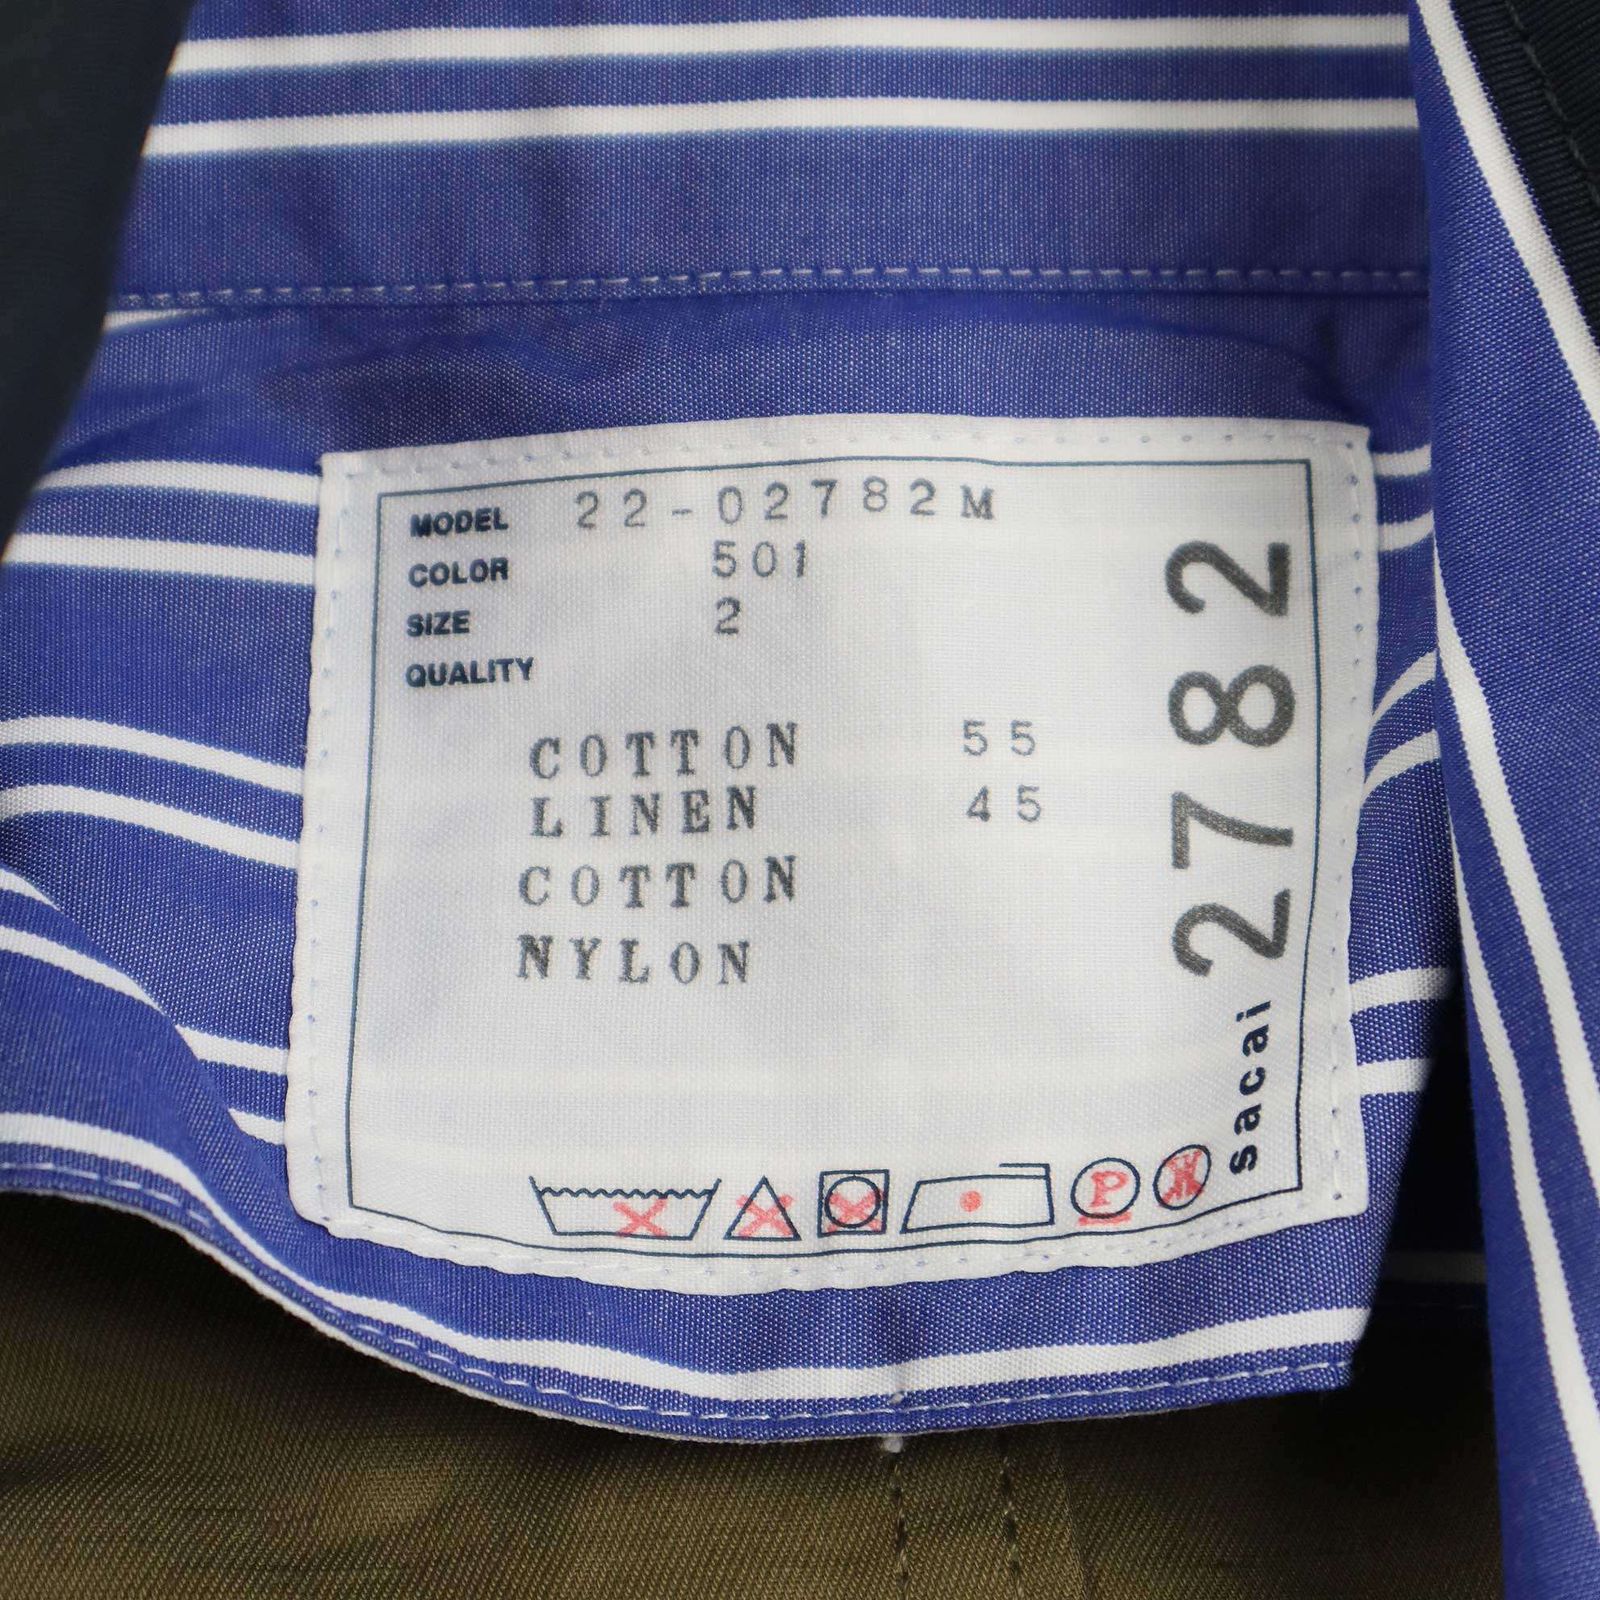 MODEL 22-02782M
COLOR 501
SIZE 2
QUALITY
COTTON 55
LINEN 45
COTTON
NYLON
P
W
sacai 2782